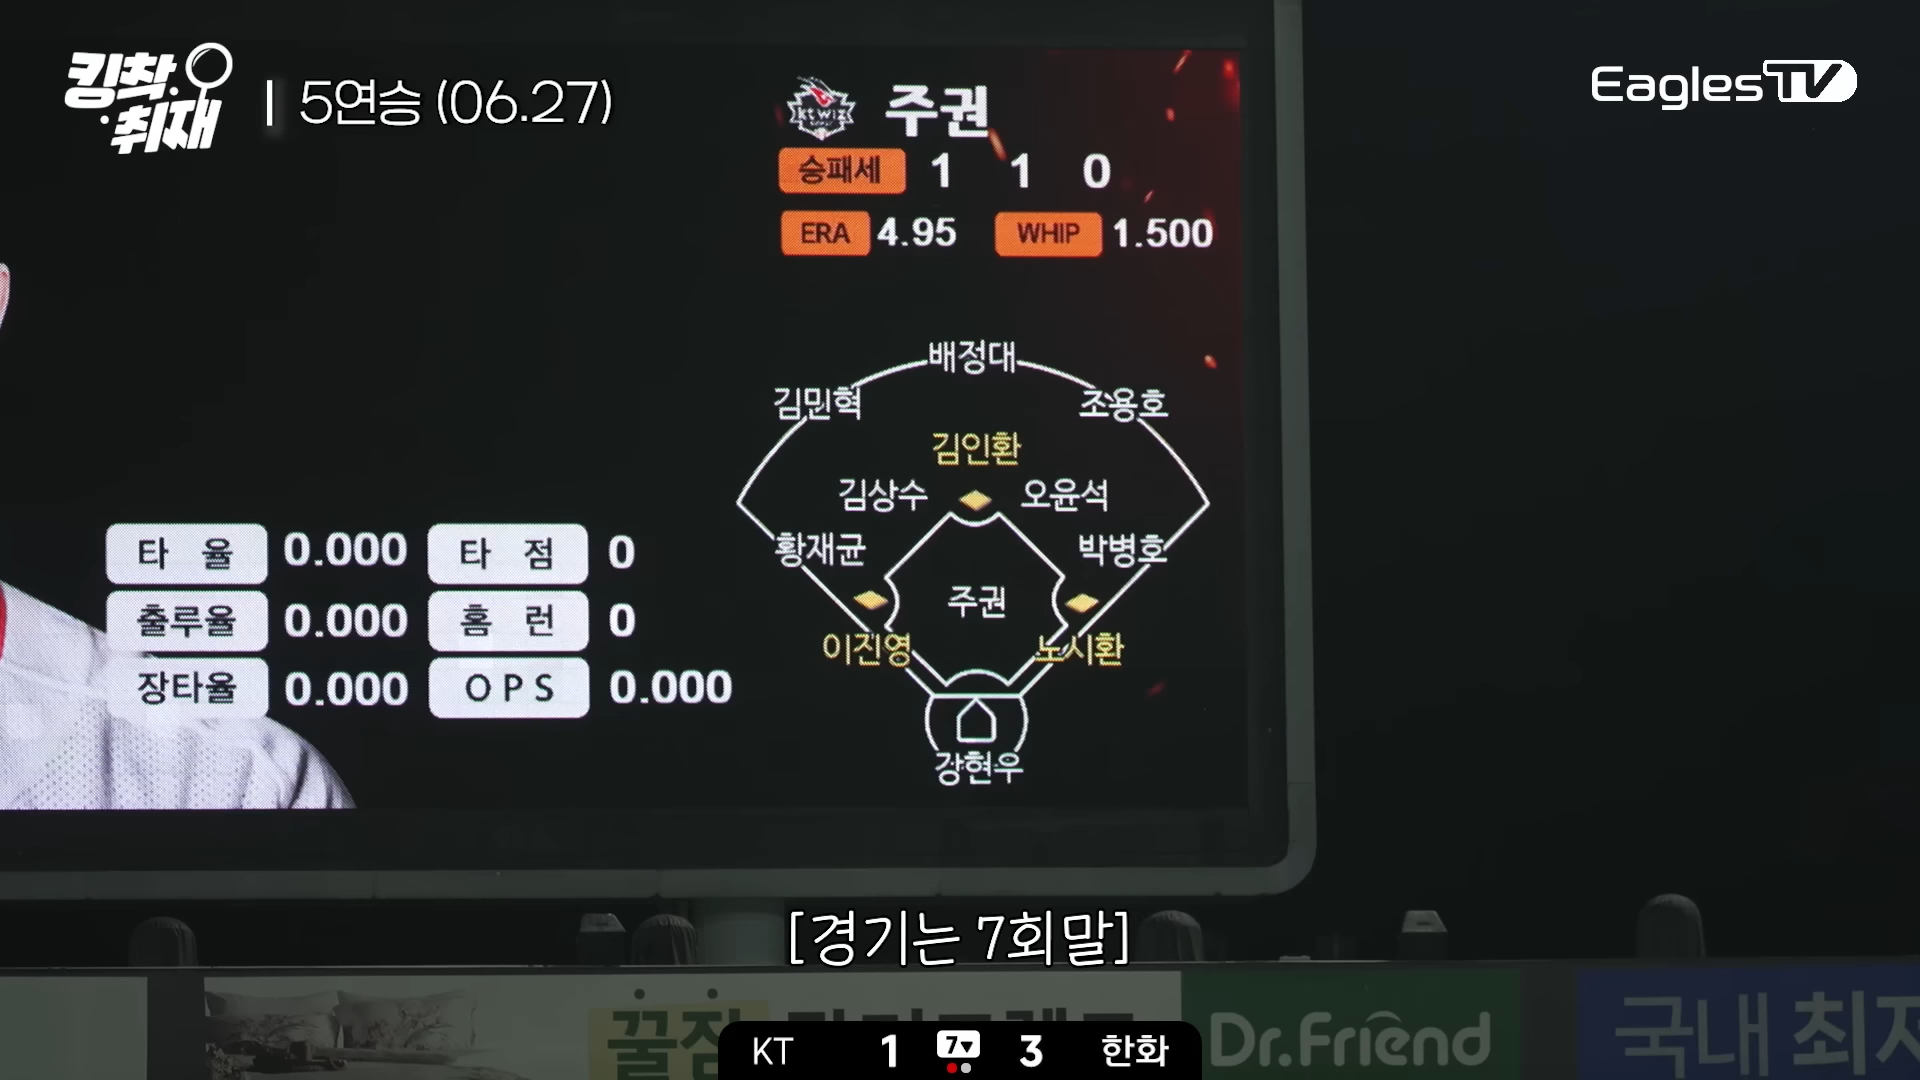 킹착.
취재
5연승 (06.27)
EaglesTV
kt wiz
주권
승패세 1 1 0
ERA 4.95 WHIP 1.500
배정대
김민혁 조용호
김인환
김상수 오윤석
황재균 박병호
주권
이진영 노시환
강현우
타 율 0.000 타 점 0
출루율 0.000 홈 런 0
장타율 0.000 OPS 0.000
[경기는 7회말]
꿀잠
Dr.Friend
국내 최
KT 1 7▼ 3 한화